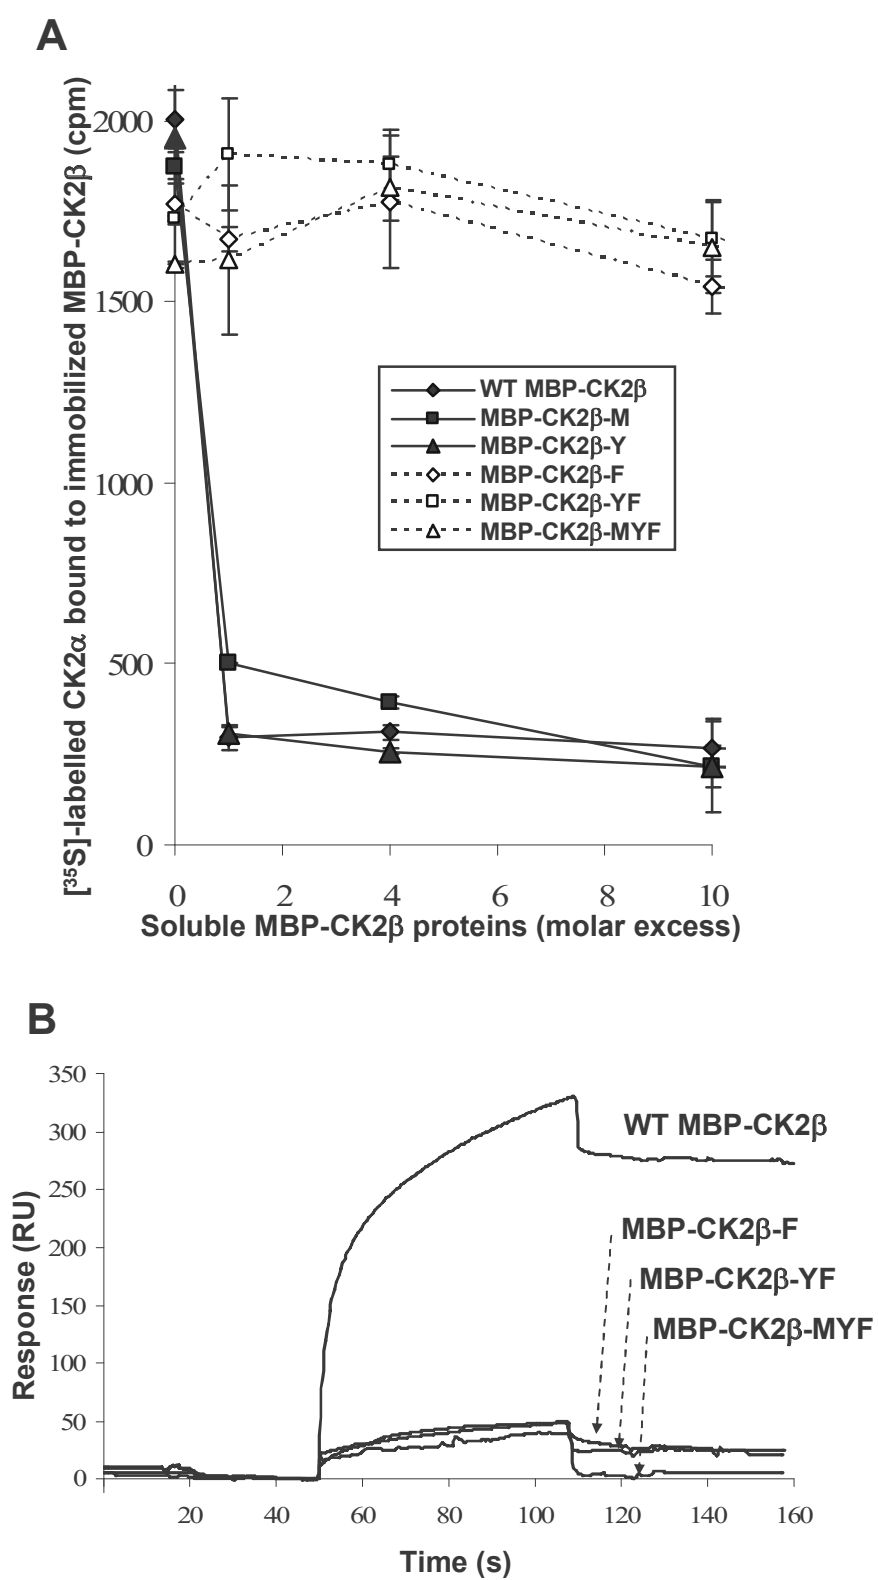 A
[³⁵S]-labelled CK2α bound to immobilized MBP-CK2β (cpm)
2000
1500
1000
500
0
WT MBP-CK2β
MBP-CK2β-M
MBP-CK2β-Y
MBP-CK2β-F
MBP-CK2β-YF
MBP-CK2β-MYF
0 2 4 6 8 10
Soluble MBP-CK2β proteins (molar excess)
B
Response (RU)
350
300
250
200
150
100
50
0
WT MBP-CK2β
MBP-CK2β-F
MBP-CK2β-YF
MBP-CK2β-MYF
20 40 60 80 100 120 140 160
Time (s)